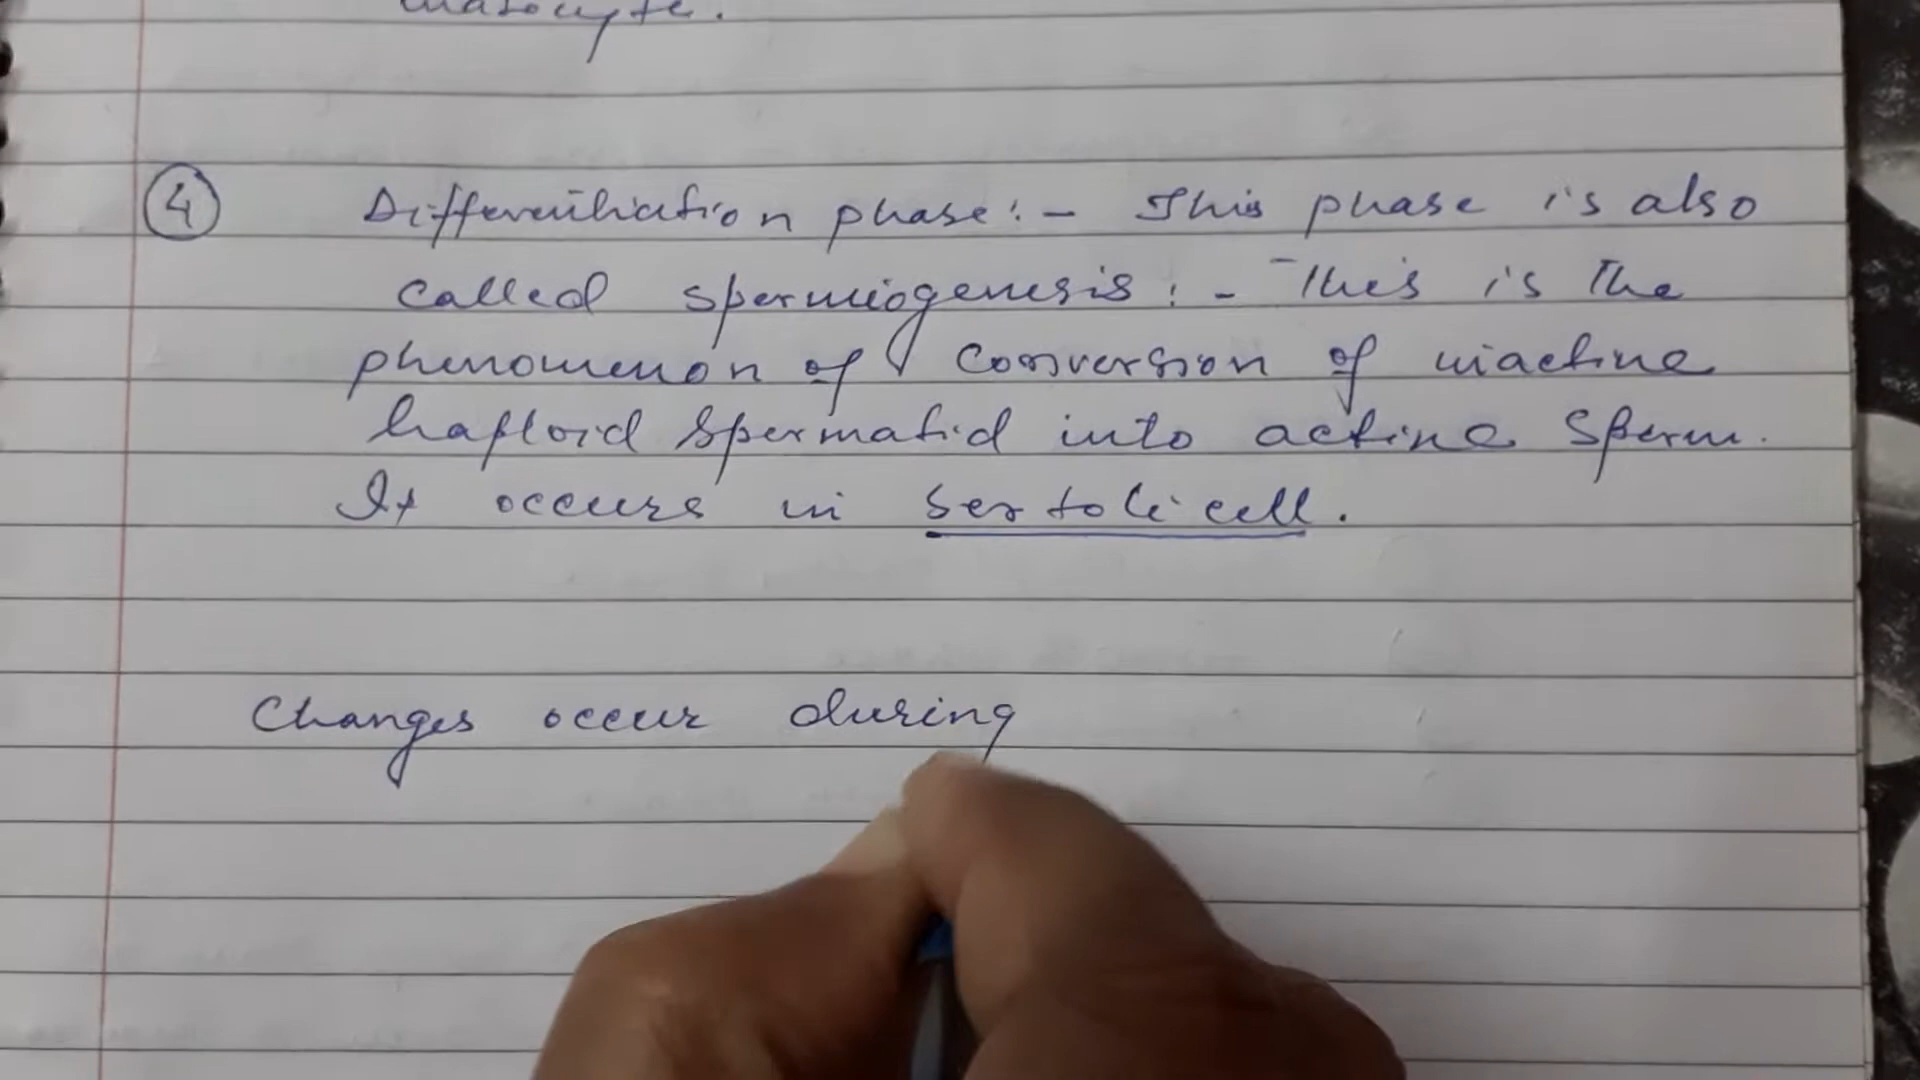 ④ Differentiation phase:- This phase is also
called spermiogenesis:- This is the
phenomenon of conversion of inactive
haploid spermatid into active sperm.
It occurs in sertoli cell.
Changes occur during